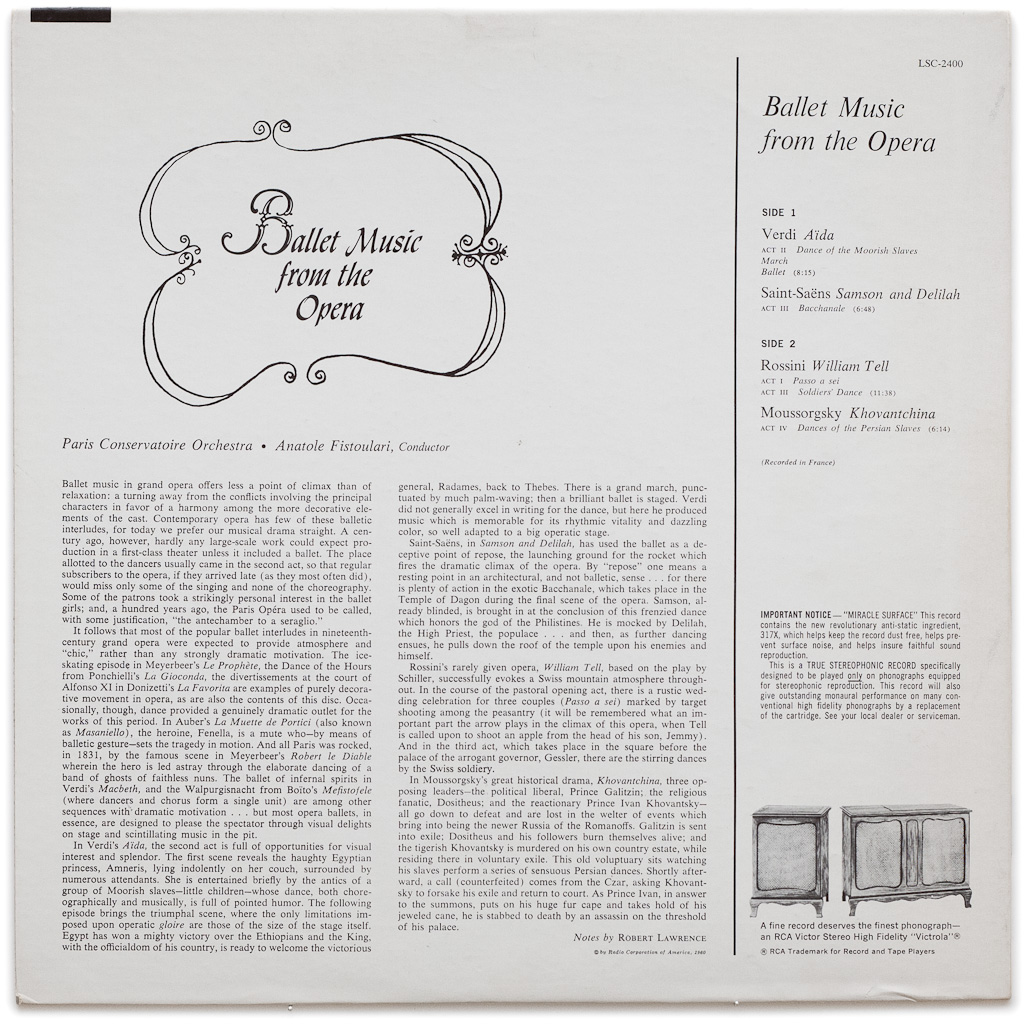 LSC-2400
Ballet Music
from the
Opera
Paris Conservatoire Orchestra • Anatole Fistoulari, Conductor
Ballet music in grand opera offers less a point of climax than of
relaxation: a turning away from the conflicts involving the principal
characters in favor of a harmony among the more decorative ele-
ments of the cast. Contemporary opera has few of these balletic
interludes, for today we prefer our musical drama straight. A cen-
tury ago, however, hardly any large-scale work could expect pro-
duction in a first-class theater unless it included a ballet. The place
allotted to the dancers usually came in the second act, so that regular
subscribers to the opera, if they arrived late (as they most often did),
would miss only some of the singing and none of the choreography.
Some of the patrons took a strikingly personal interest in the ballet
girls; and, a hundred years ago, the Paris Opéra used to be called,
with some justification, "the antechamber to a seraglio."
It follows that most of the popular ballet interludes in nineteenth-
century grand opera were expected to provide atmosphere and
"chic," rather than any strongly dramatic motivation. The ice-
skating episode in Meyerbeer's Le Prophète, the Dance of the Hours
from Ponchielli's La Gioconda, the divertissements at the court of
Alfonso XI in Donizetti's La Favorita are examples of purely decora-
tive movement in opera, as are also the contents of this disc. Occa-
sionally, though, dance provided a genuinely dramatic outlet for the
works of this period. In Auber's La Muette de Portici (also known
as Masaniello), the heroine, Fenella, is a mute who—by means of
balletic gesture—sets the tragedy in motion. And all Paris was rocked,
in 1831, by the famous scene in Meyerbeer's Robert le Diable
wherein the hero is led astray through the elaborate dancing of a
band of ghosts of faithless nuns. The ballet of infernal spirits in
Verdi's Macbeth, and the Walpurgisnacht from Boïto's Mefistofele
(where dancers and chorus form a single unit) are among other
sequences with dramatic motivation . . . but most opera ballets, in
essence, are designed to please the spectator through visual delights
on stage and scintillating music in the pit.
In Verdi's Aïda, the second act is full of opportunities for visual
interest and splendor. The first scene reveals the haughty Egyptian
princess, Amneris, lying indolently on her couch, surrounded by
numerous attendants. She is entertained briefly by the antics of a
group of Moorish slaves—little children—whose dance, both chore-
ographically and musically, is full of pointed humor. The following
episode brings the triumphal scene, where the only limitations im-
posed upon operatic gloire are those of the size of the stage itself.
Egypt has won a mighty victory over the Ethiopians and the King,
with the officialdom of his country, is ready to welcome the victorious
general, Radames, back to Thebes. There is a grand march, punc-
tuated by much palm-waving; then a brilliant ballet is staged. Verdi
did not generally excel in writing for the dance, but here he produced
music which is memorable for its rhythmic vitality and dazzling
color, so well adapted to a big operatic stage.
Saint-Saëns, in Samson and Delilah, has used the ballet as a de-
ceptive point of repose, the launching ground for the rocket which
fires the dramatic climax of the opera. By "repose" one means a
resting point in an architectural, and not balletic, sense . . . for there
is plenty of action in the exotic Bacchanale, which takes place in the
Temple of Dagon during the final scene of the opera. Samson, al-
ready blinded, is brought in at the conclusion of this frenzied dance
which honors the god of the Philistines. He is mocked by Delilah,
the High Priest, the populace . . . and then, as further dancing
ensues, he pulls down the roof of the temple upon his enemies and
himself.
Rossini's rarely given opera, William Tell, based on the play by
Schiller, successfully evokes a Swiss mountain atmosphere through-
out. In the course of the pastoral opening act, there is a rustic wed-
ding celebration for three couples (Passo a sei) marked by target
shooting among the peasantry (it will be remembered what an im-
portant part the arrow plays in the climax of this opera, when Tell
is called upon to shoot an apple from the head of his son, Jemmy).
And in the third act, which takes place in the square before the
palace of the arrogant governor, Gessler, there are the stirring dances
by the Swiss soldiery.
In Moussorgsky's great historical drama, Khovantchina, three op-
posing leaders—the political liberal, Prince Galitzin; the religious
fanatic, Dositheus; and the reactionary Prince Ivan Khovantsky—
all go down to defeat and are lost in the welter of events which
bring into being the newer Russia of the Romanoffs. Galitzin is sent
into exile; Dositheus and his followers burn themselves alive; and
the tigerish Khovantsky is murdered on his own country estate, while
residing there in voluntary exile. This old voluptuary sits watching
his slaves perform a series of sensuous Persian dances. Shortly after-
ward, a call (counterfeited) comes from the Czar, asking Khovant-
sky to forsake his exile and return to court. As Prince Ivan, in answer
to the summons, puts on his huge fur cape and takes hold of his
jeweled cane, he is stabbed to death by an assassin on the threshold
of his palace.
Notes by ROBERT LAWRENCE
© by Radio Corporation of America, 1960
Ballet Music
from the Opera
SIDE 1
Verdi Aïda
ACT II Dance of the Moorish Slaves
March
Ballet (8:15)
Saint-Saëns Samson and Delilah
ACT III Bacchanale (6:48)
SIDE 2
Rossini William Tell
ACT I Passo a sei
ACT III Soldiers' Dance (11:38)
Moussorgsky Khovantchina
ACT IV Dances of the Persian Slaves (6:14)
(Recorded in France)
IMPORTANT NOTICE — "MIRACLE SURFACE" This record
contains the new revolutionary anti-static ingredient,
317X, which helps keep the record dust free, helps pre-
vent surface noise, and helps insure faithful sound
reproduction.
This is a TRUE STEREOPHONIC RECORD specifically
designed to be played only on phonographs equipped
for stereophonic reproduction. This record will also
give outstanding monaural performance on many con-
ventional high fidelity phonographs by a replacement
of the cartridge. See your local dealer or serviceman.
A fine record deserves the finest phonograph—
an RCA Victor Stereo High Fidelity "Victrola"®
® RCA Trademark for Record and Tape Players